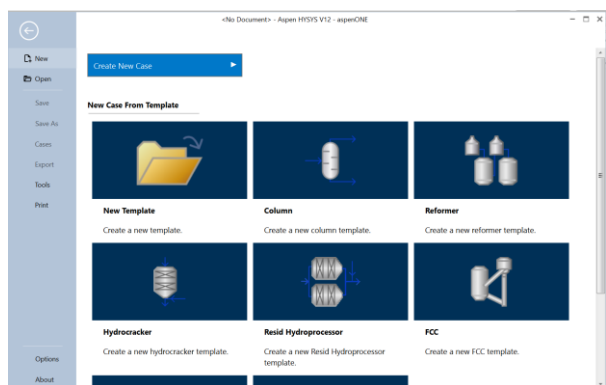 <No Document> - Aspen HYSYS V12 - aspenONE
New
Open
Save
Save As
Cases
Export
Tools
Print
Options
About
Create New Case
New Case From Template
New Template
Create a new template.
Column
Create a new column template.
Reformer
Create a new reformer template.
Hydrocracker
Create a new hydrocracker template.
Resid Hydroprocessor
Create a new Resid Hydroprocessor
template.
FCC
Create a new FCC template.